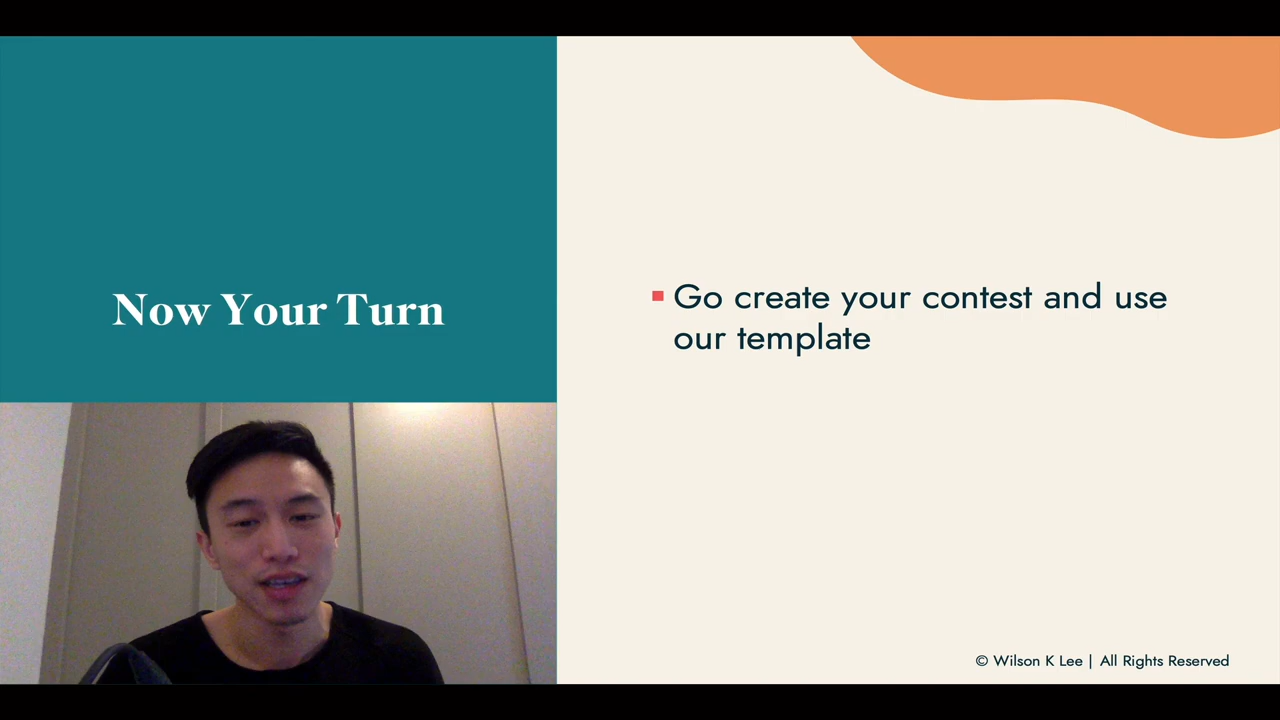 Now Your Turn
Go create your contest and use
our template
© Wilson K Lee | All Rights Reserved